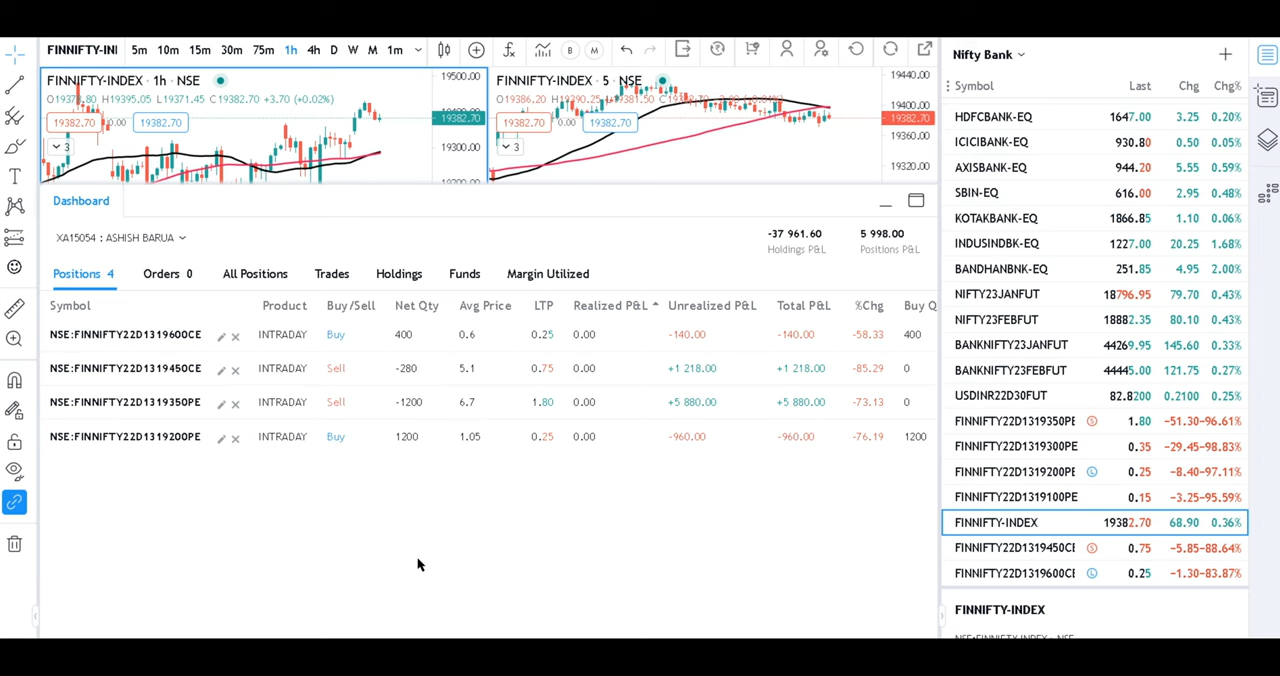 FINNIFTY-INI 5m 10m 15m 30m 75m 1h 4h D W M 1m B M
FINNIFTY-INDEX · 1h · NSE
19382.70 0.00 19382.70
3
19500.00
19382.70
19300.00
FINNIFTY-INDEX · 5 · NSE
19382.70 0.00 19382.70
3
19440.00
19400.00
19382.70
19360.00
19320.00
Dashboard
XA15054 : ASHISH BARUA
-37 961.60 5 998.00
Holdings P&L Positions P&L
Positions 4 Orders 0 All Positions Trades Holdings Funds Margin Utilized
Symbol Product Buy/Sell Net Qty Avg Price LTP Realized P&L Unrealized P&L Total P&L %Chg Buy Q
NSE:FINNIFTY22D1319600CE INTRADAY Buy 400 0.6 0.25 0.00 -140.00 -140.00 -58.33 400
NSE:FINNIFTY22D1319450CE INTRADAY Sell -280 5.1 0.75 0.00 +1 218.00 +1 218.00 -85.29 0
NSE:FINNIFTY22D1319350PE INTRADAY Sell -1200 6.7 1.80 0.00 +5 880.00 +5 880.00 -73.13 0
NSE:FINNIFTY22D1319200PE INTRADAY Buy 1200 1.05 0.25 0.00 -960.00 -960.00 -76.19 1200
Nifty Bank
Symbol Last Chg Chg%
HDFCBANK-EQ 1647.00 3.25 0.20%
ICICIBANK-EQ 930.80 0.50 0.05%
AXISBANK-EQ 944.20 5.55 0.59%
SBIN-EQ 616.00 2.95 0.48%
KOTAKBANK-EQ 1866.85 1.10 0.06%
INDUSINDBK-EQ 1227.00 20.25 1.68%
BANDHANBNK-EQ 251.85 4.95 2.00%
NIFTY23JANFUT 18796.95 79.70 0.43%
NIFTY23FEBFUT 18882.35 80.10 0.43%
BANKNIFTY23JANFUT 44269.95 145.60 0.33%
BANKNIFTY23FEBFUT 44445.00 121.75 0.27%
USDINR22D30FUT 82.8200 0.2100 0.25%
FINNIFTY22D1319350PE S 1.80 -51.30 -96.61%
FINNIFTY22D1319300PE 0.35 -29.45 -98.83%
FINNIFTY22D1319200PE L 0.25 -8.40 -97.11%
FINNIFTY22D1319100PE 0.15 -3.25 -95.59%
FINNIFTY-INDEX 19382.70 68.90 0.36%
FINNIFTY22D1319450CE S 0.75 -5.85 -88.64%
FINNIFTY22D1319600CE L 0.25 -1.30 -83.87%
FINNIFTY-INDEX